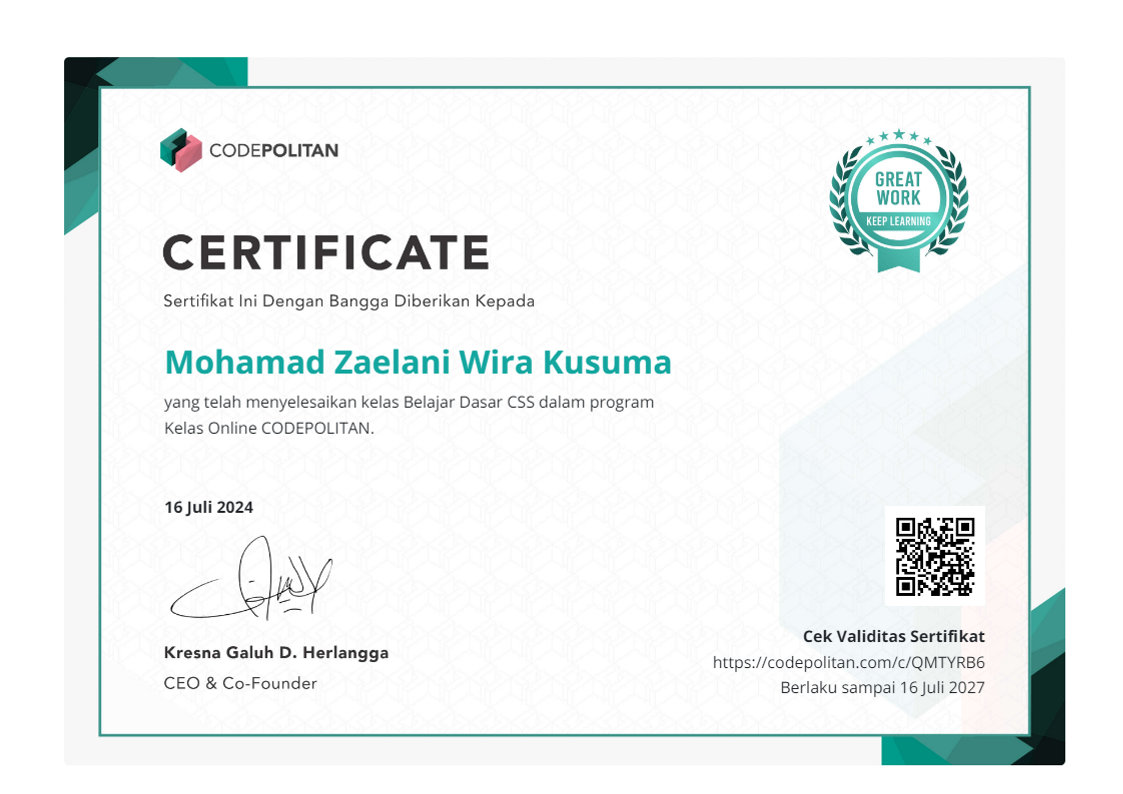 CODEPOLITAN
GREAT
WORK
KEEP LEARNING
CERTIFICATE
Sertifikat Ini Dengan Bangga Diberikan Kepada
Mohamad Zaelani Wira Kusuma
yang telah menyelesaikan kelas Belajar Dasar CSS dalam program
Kelas Online CODEPOLITAN.
16 Juli 2024
Kresna Galuh D. Herlangga
CEO & Co-Founder
Cek Validitas Sertifikat
https://codepolitan.com/c/QMTYRB6
Berlaku sampai 16 Juli 2027